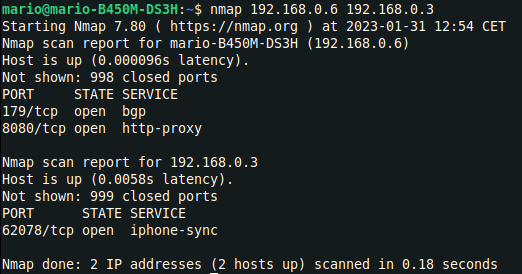 mario@mario-B450M-DS3H:~$ nmap 192.168.0.6 192.168.0.3
Starting Nmap 7.80 ( https://nmap.org ) at 2023-01-31 12:54 CET
Nmap scan report for mario-B450M-DS3H (192.168.0.6)
Host is up (0.000096s latency).
Not shown: 998 closed ports
PORT     STATE SERVICE
179/tcp  open  bgp
8080/tcp open  http-proxy

Nmap scan report for 192.168.0.3
Host is up (0.0058s latency).
Not shown: 999 closed ports
PORT      STATE SERVICE
62078/tcp open  iphone-sync

Nmap done: 2 IP addresses (2 hosts up) scanned in 0.18 seconds